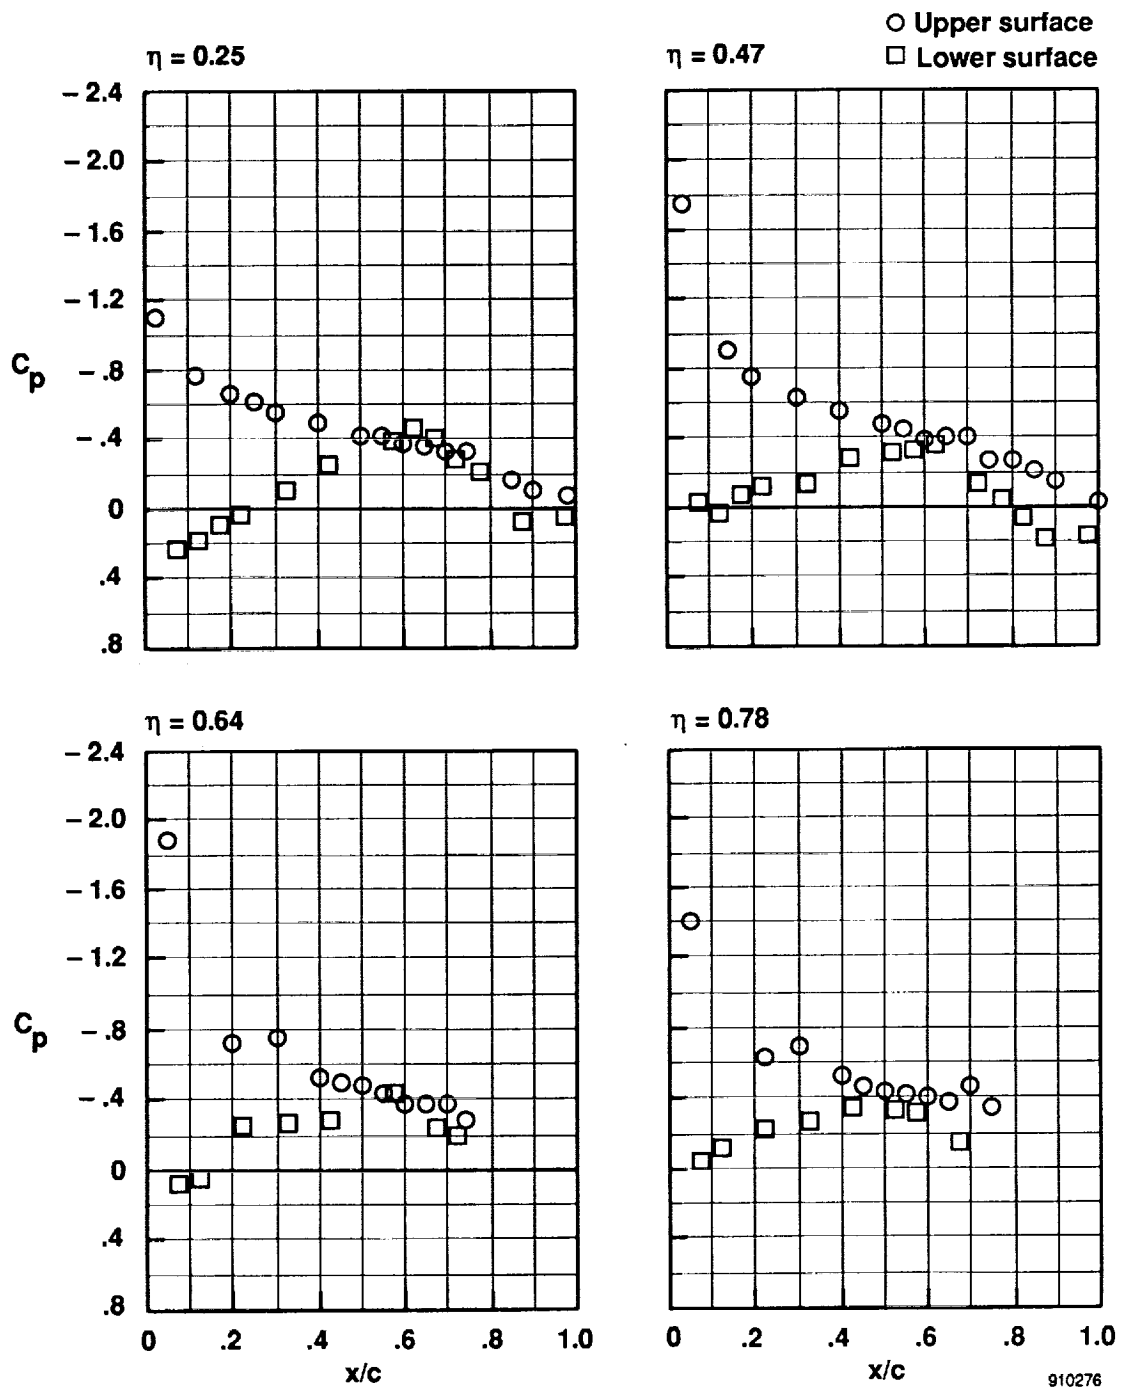 ○ Upper surface
□ Lower surface
η = 0.25
η = 0.47
– 2.4
– 2.0
– 1.6
– 1.2
Cp
– .8
– .4
0
.4
.8
η = 0.64
η = 0.78
– 2.4
– 2.0
– 1.6
– 1.2
Cp
– .8
– .4
0
.4
.8
0 .2 .4 .6 .8 1.0
x/c
0 .2 .4 .6 .8 1.0
x/c
910276